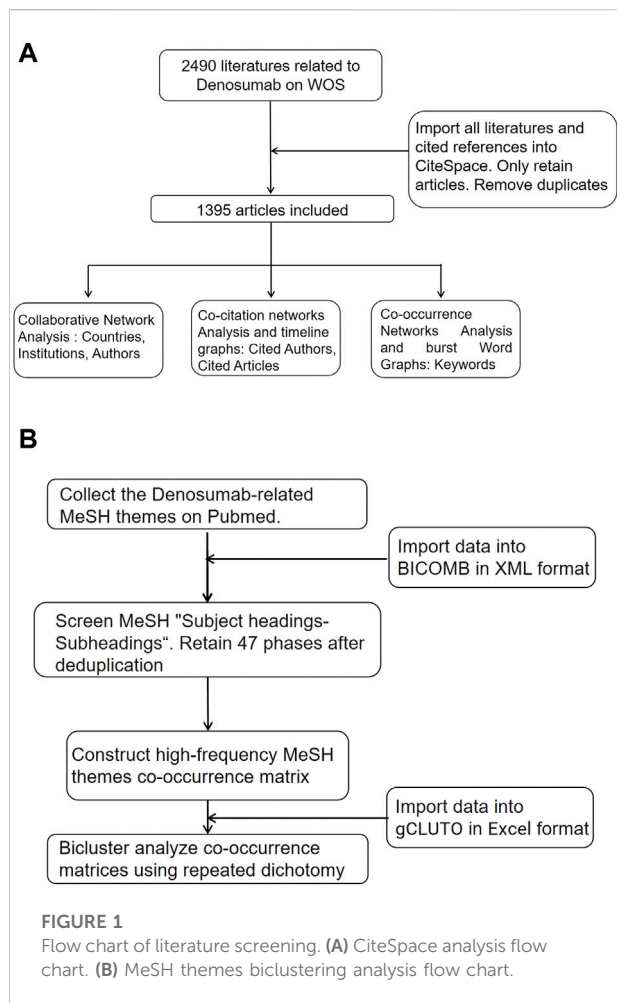 A
2490 literatures related to
Denosumab on WOS
Import all literatures and
cited references into
CiteSpace. Only retain
articles. Remove duplicates
1395 articles included
Collaborative Network
Analysis : Countries,
Institutions, Authors
Co-citation networks
Analysis and timeline
graphs: Cited Authors,
Cited Articles
Co-occurrence
Networks Analysis
and burst Word
Graphs: Keywords
B
Collect the Denosumab-related
MeSH themes on Pubmed.
Import data into
BICOMB in XML format
Screen MeSH "Subject headings-
Subheadings“. Retain 47 phases after
deduplication
Construct high-frequency MeSH
themes co-occurrence matrix
Import data into
gCLUTO in Excel format
Bicluster analyze co-occurrence
matrices using repeated dichotomy
FIGURE 1
Flow chart of literature screening. (A) CiteSpace analysis flow
chart. (B) MeSH themes biclustering analysis flow chart.